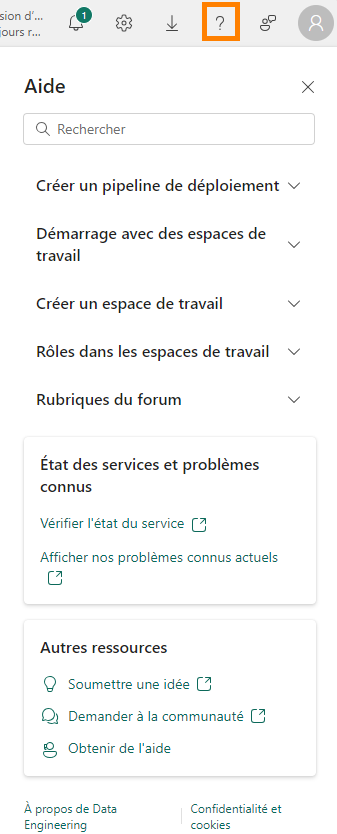 sion d'...
jours r...
1
?
Aide
Rechercher
Créer un pipeline de déploiement
Démarrage avec des espaces de
travail
Créer un espace de travail
Rôles dans les espaces de travail
Rubriques du forum
État des services et problèmes
connus
Vérifier l'état du service
Afficher nos problèmes connus actuels
Autres ressources
Soumettre une idée
Demander à la communauté
Obtenir de l'aide
À propos de Data
Engineering
Confidentialité et
cookies